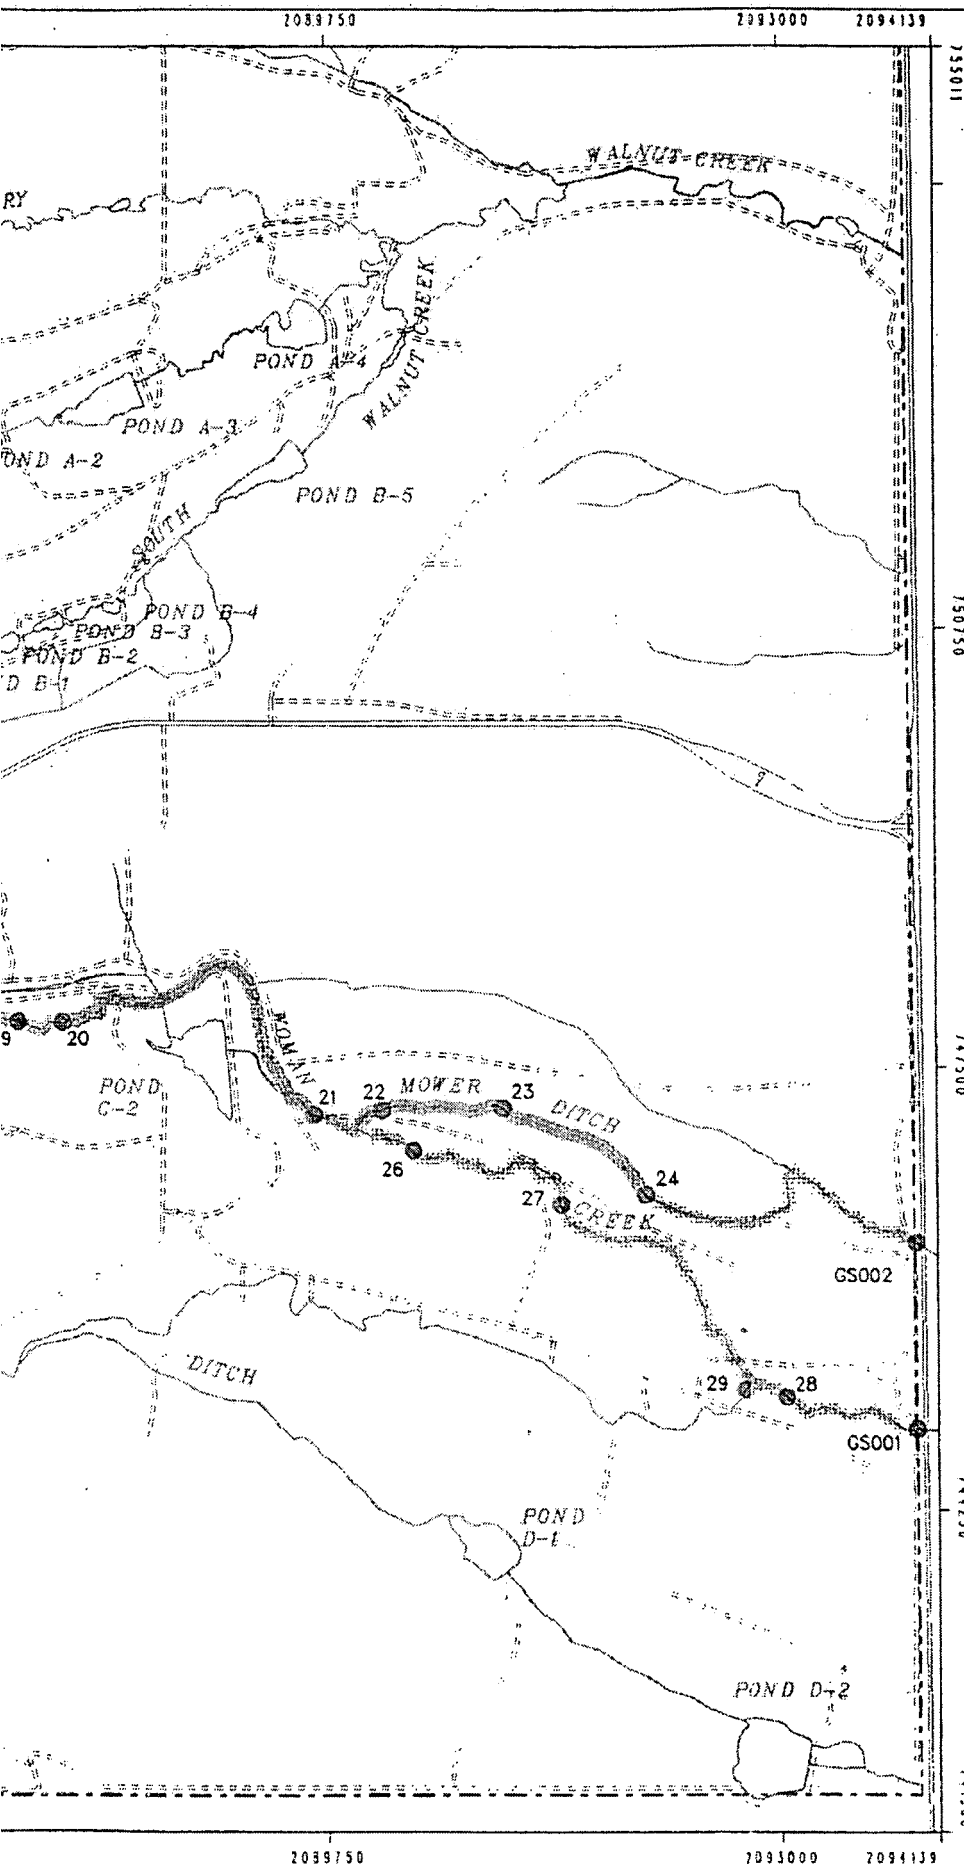 2089750
2093000
2094139
755011
WALNUT CREEK
RY
WALNUT CREEK
POND A-4
POND A-3
OND A-2
POND B-5
SOUTH
750750
POND B-4
POND B-3
POND B-2
D B-1
9
20
WOMAN
747500
POND
C-2
21
22
MOWER
23
DITCH
26
24
27
CREEK
GS002
DITCH
29
28
GS001
POND
D-1
POND D-2
2089750
2093000
2094139